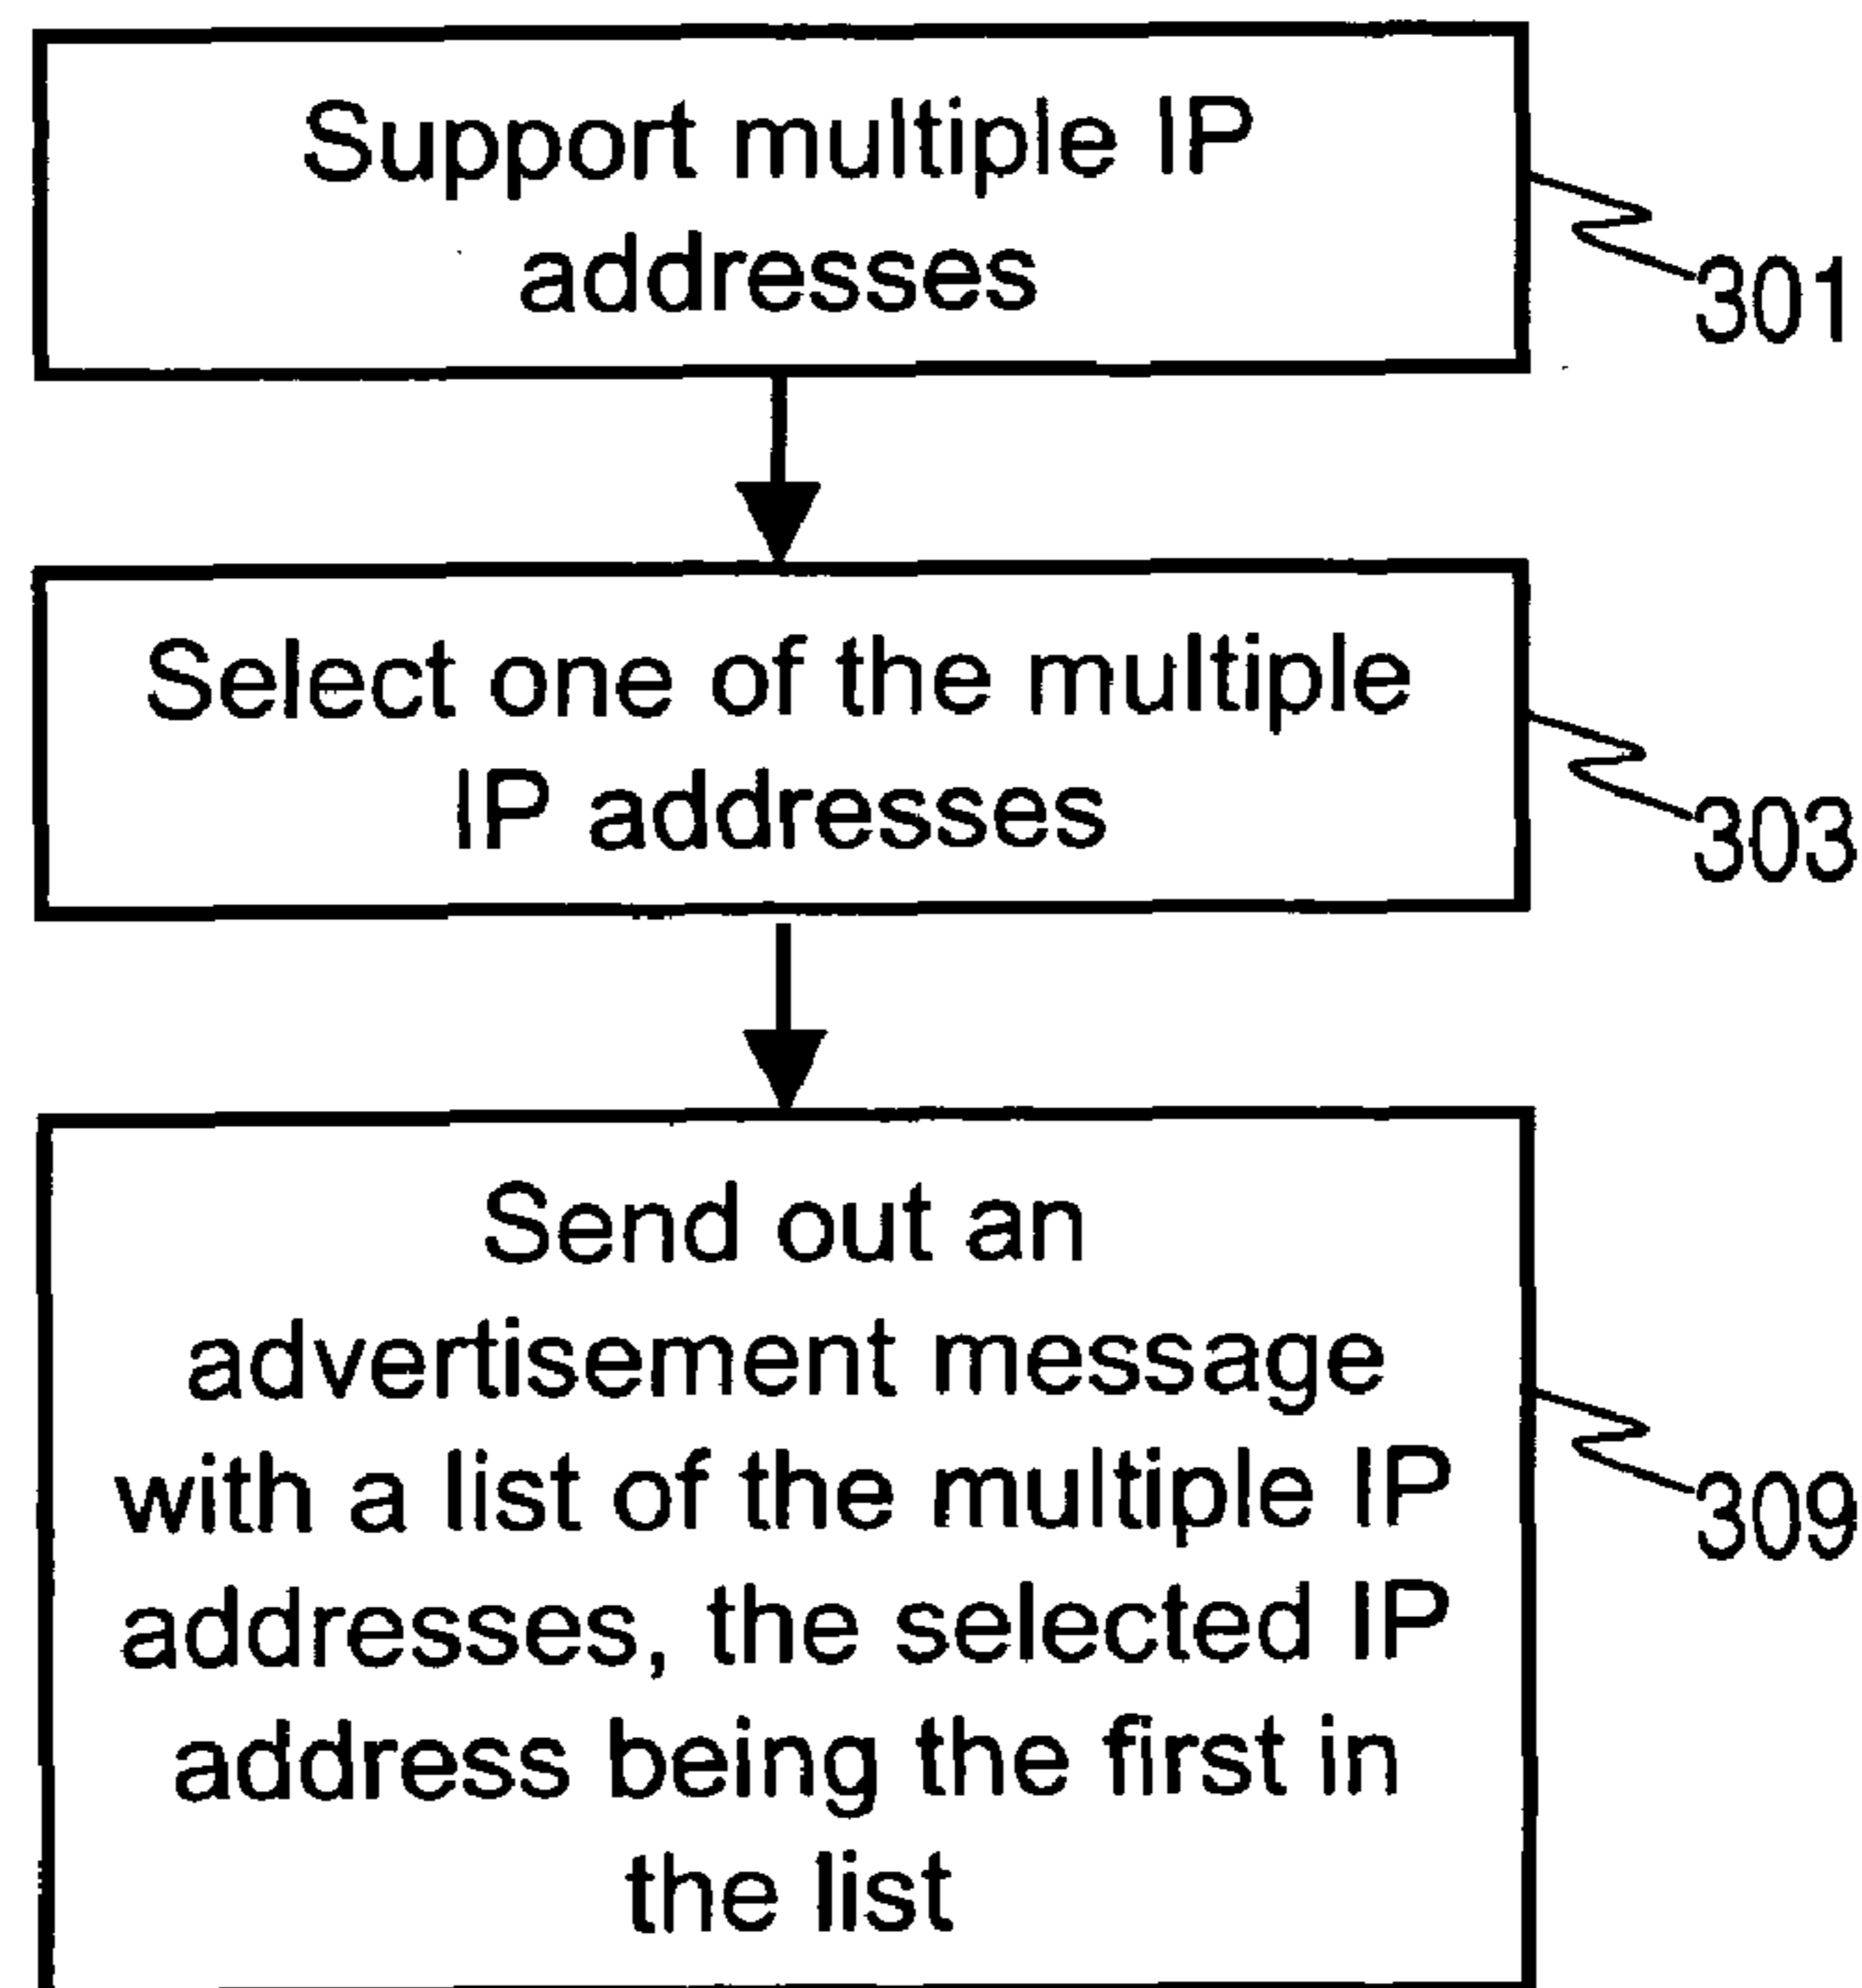 Support multiple IP
addresses
301
Select one of the multiple
IP addresses
303
Send out an
advertisement message
with a list of the multiple IP
addresses, the selected IP
address being the first in
the list
309